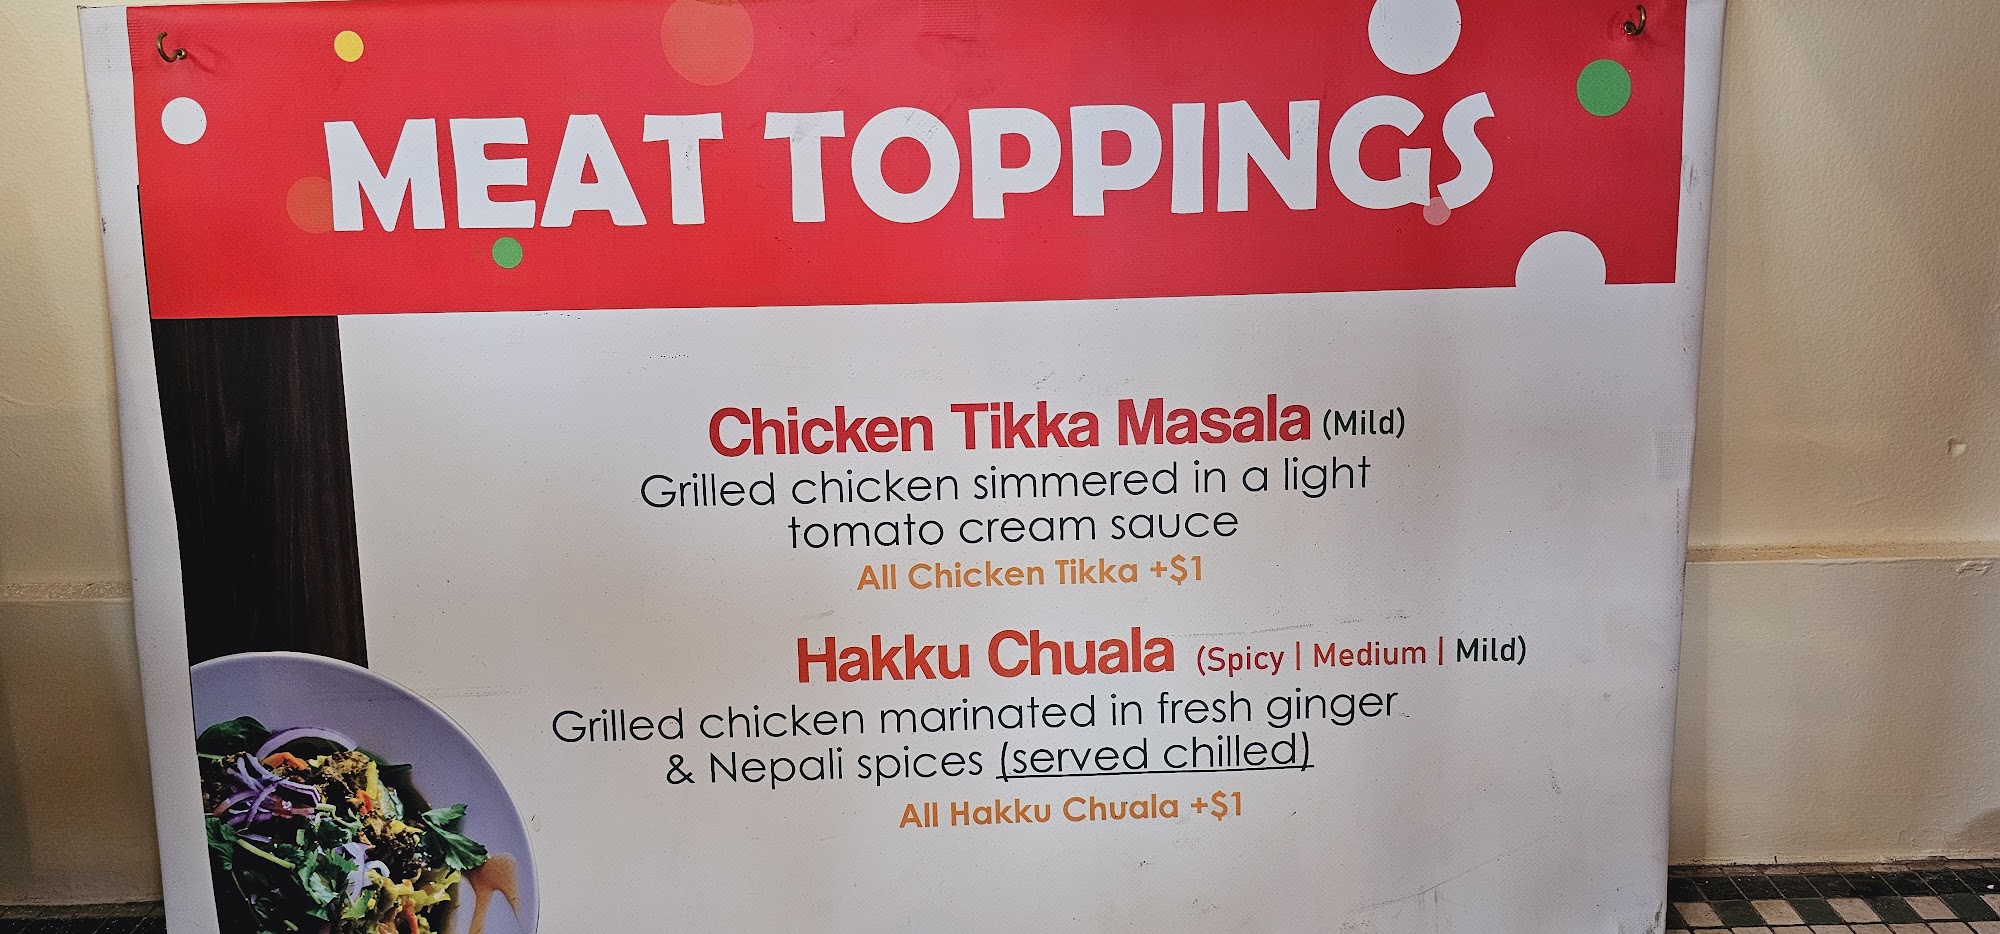 MEAT TOPPINGS
Chicken Tikka Masala (Mild)
Grilled chicken simmered in a light
tomato cream sauce
All Chicken Tikka +$1
Hakku Chuala (Spicy | Medium | Mild)
Grilled chicken marinated in fresh ginger
& Nepali spices (served chilled)
All Hakku Chuala +$1